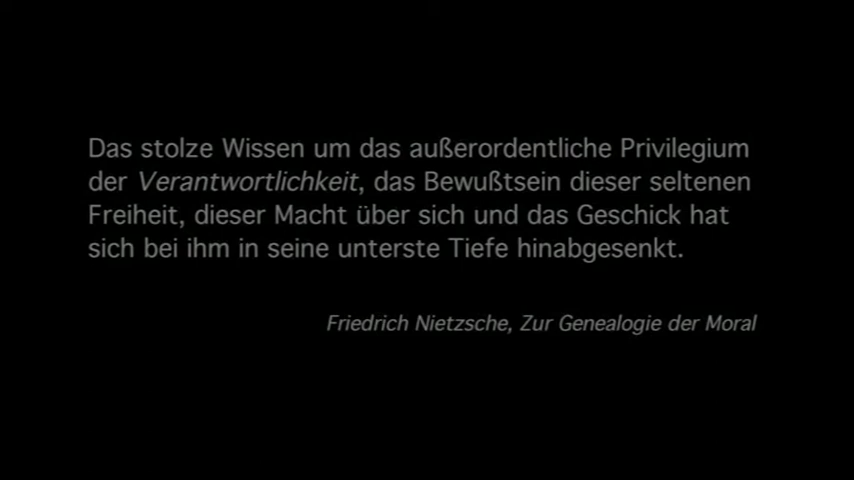 Das stolze Wissen um das außerordentliche Privilegium
der Verantwortlichkeit, das Bewußtsein dieser seltenen
Freiheit, dieser Macht über sich und das Geschick hat
sich bei ihm in seine unterste Tiefe hinabgesenkt.
Friedrich Nietzsche, Zur Genealogie der Moral